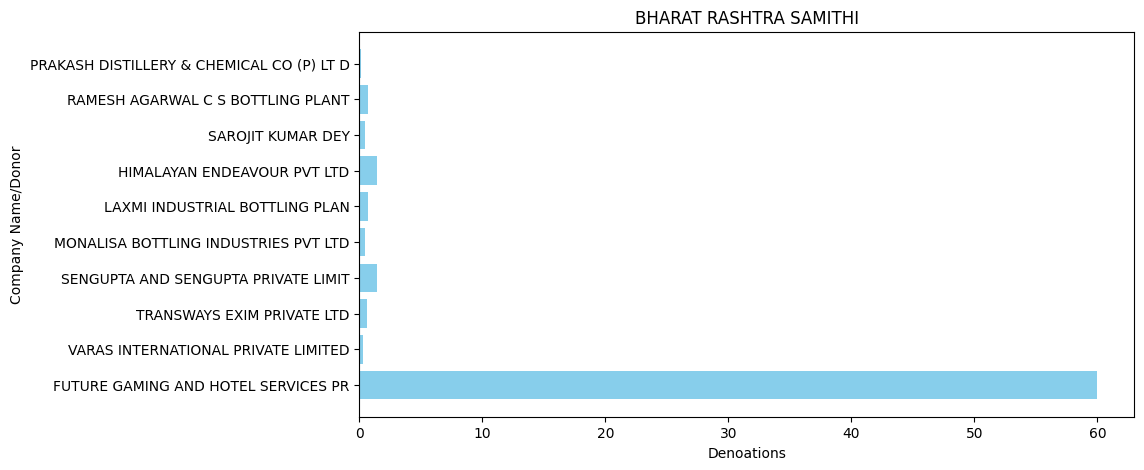 BHARAT RASHTRA SAMITHI
PRAKASH DISTILLERY & CHEMICAL CO (P) LT D
RAMESH AGARWAL C S BOTTLING PLANT
SAROJIT KUMAR DEY
HIMALAYAN ENDEAVOUR PVT LTD
LAXMI INDUSTRIAL BOTTLING PLAN
MONALISA BOTTLING INDUSTRIES PVT LTD
SENGUPTA AND SENGUPTA PRIVATE LIMIT
TRANSWAYS EXIM PRIVATE LTD
VARAS INTERNATIONAL PRIVATE LIMITED
FUTURE GAMING AND HOTEL SERVICES PR
Company Name/Donor
0 10 20 30 40 50 60
Denoations